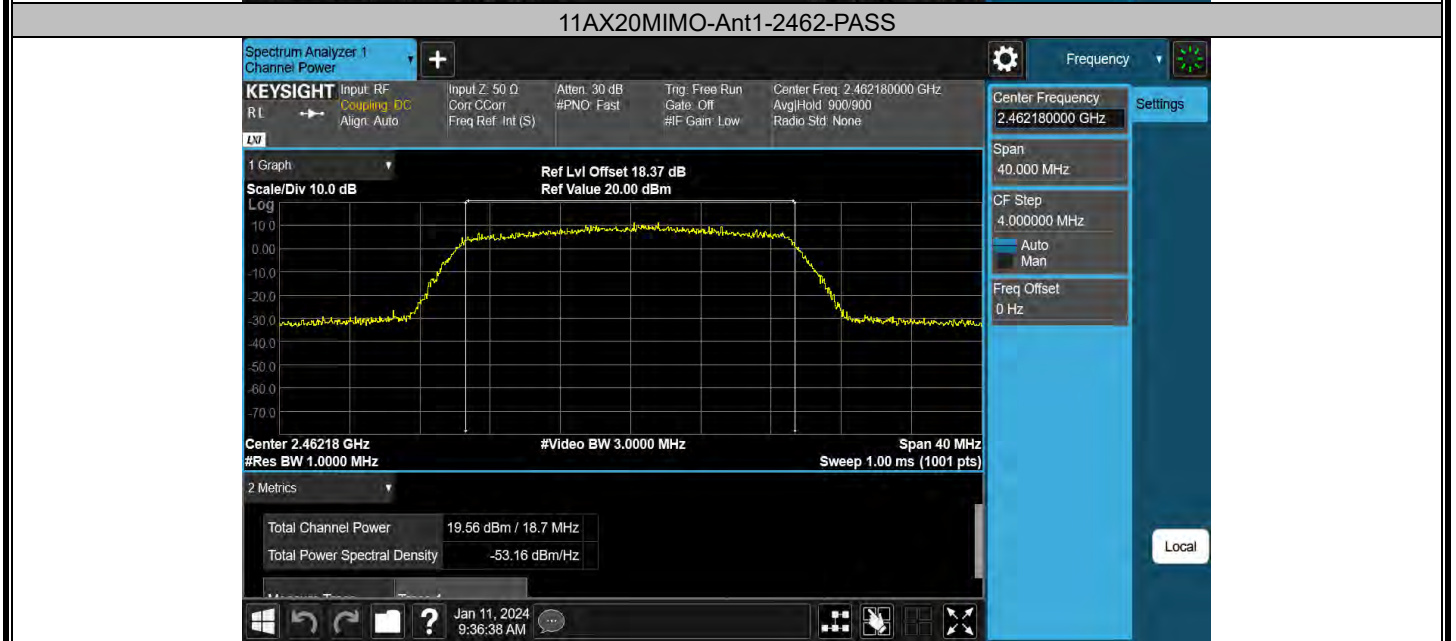 11AX20MIMO-Ant1-2462-PASS
Spectrum Analyzer 1
Channel Power
Frequency
KEYSIGHT
RL
LXI
Input: RF
Coupling: DC
Align: Auto
Input Z: 50 Ω
Corr CCorr
Freq Ref: Int (S)
Atten: 30 dB
#PNO: Fast
Trig: Free Run
Gate: Off
#IF Gain: Low
Center Freq: 2.462180000 GHz
Avg|Hold: 900/900
Radio Std: None
Center Frequency
2.462180000 GHz
Settings
Span
40.000 MHz
CF Step
4.000000 MHz
Auto
Man
Freq Offset
0 Hz
Local
1 Graph
Scale/Div 10.0 dB
Ref Lvl Offset 18.37 dB
Ref Value 20.00 dBm
Log
10.0
0.00
-10.0
-20.0
-30.0
-40.0
-50.0
-60.0
-70.0
Center 2.46218 GHz
#Video BW 3.0000 MHz
Span 40 MHz
#Res BW 1.0000 MHz
Sweep 1.00 ms (1001 pts)
2 Metrics
Total Channel Power 19.56 dBm / 18.7 MHz
Total Power Spectral Density -53.16 dBm/Hz
Jan 11, 2024
9:36:38 AM